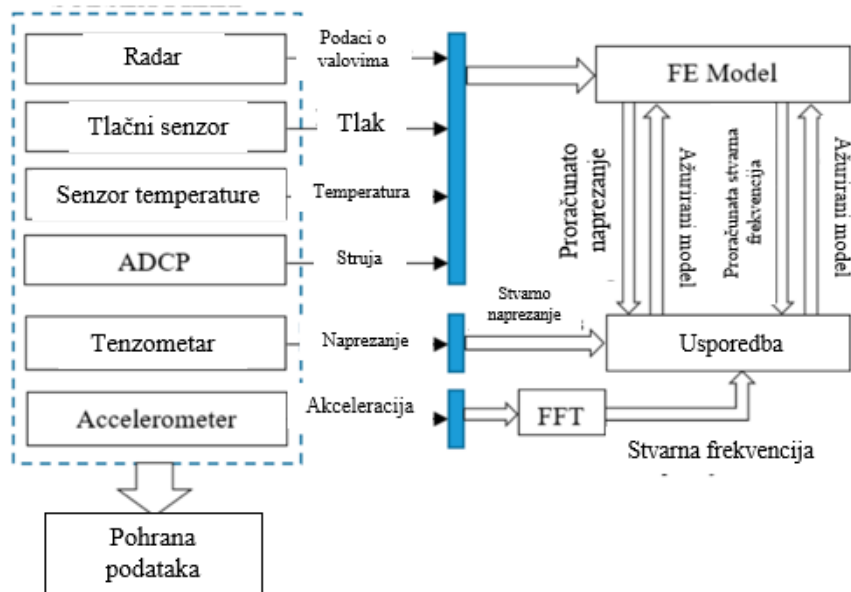 Radar
Podaci o
valovima
FE Model
Tlačni senzor
Tlak
Senzor temperature
Temperatura
ADCP
Struja
Proračunato
naprezanje
Ažurirani model
Proračunata stvarna
frekvencija
Ažurirani model
Tenzometar
Naprezanje
Stvarno
naprezanje
Usporedba
Accelerometer
Akceleracija
FFT
Stvarna frekvencija
Pohrana
podataka